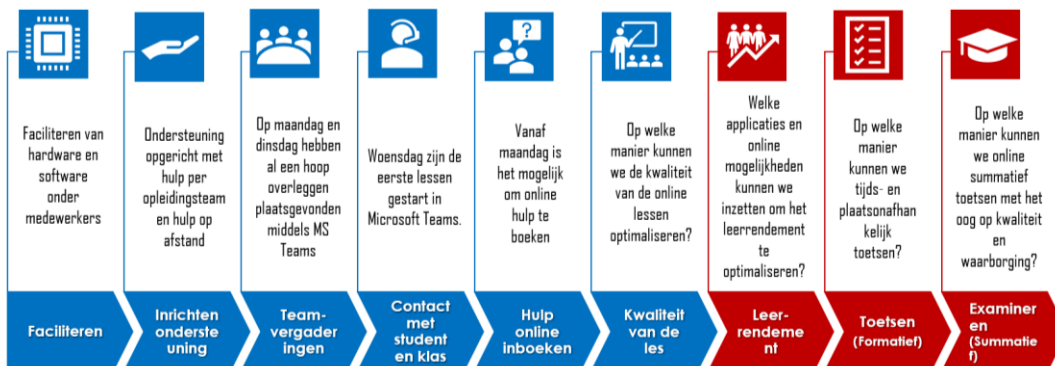 ?
Faciliteren van
hardware en
software
onder
medewerkers
Faciliteren
Ondersteuning
opgericht met
hulp per
opleidingsteam
en hulp op
afstand
Inrichten
onderste
uning
Op maandag en
dinsdag hebben
al een hoop
overleggen
plaatsgevonden
middels MS
Teams
Team-
vergader
ingen
Woensdag zijn de
eerste lessen
gestart in
Microsoft Teams.
Contact
met
student
en klas
Vanaf
maandag is
het mogelijk
om online
hulp te
boeken
Hulp
online
inboeken
Op welke
manier kunnen
we de kwaliteit
van de online
lessen
optimaliseren?
Kwaliteit
van de
les
Welke
applicaties en
online
mogelijkheden
kunnen we
inzetten om het
leerrendement
te
optimaliseren?
Leer-
rendeme
nt
Op welke
manier
kunnen we
tijds- en
plaatsonafhan
kelijk
toetsen?
Toetsen
(Formatief)
Op welke
manier kunnen
we online
summatief
toetsen met het
oog op kwaliteit
en
waarborging?
Examiner
en
(Summatie
f)